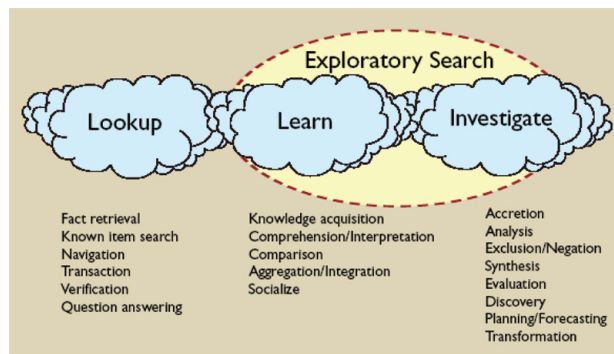 Exploratory Search
Lookup
Learn
Investigate
Fact retrieval
Known item search
Navigation
Transaction
Verification
Question answering
Knowledge acquisition
Comprehension/Interpretation
Comparison
Aggregation/Integration
Socialize
Accretion
Analysis
Exclusion/Negation
Synthesis
Evaluation
Discovery
Planning/Forecasting
Transformation